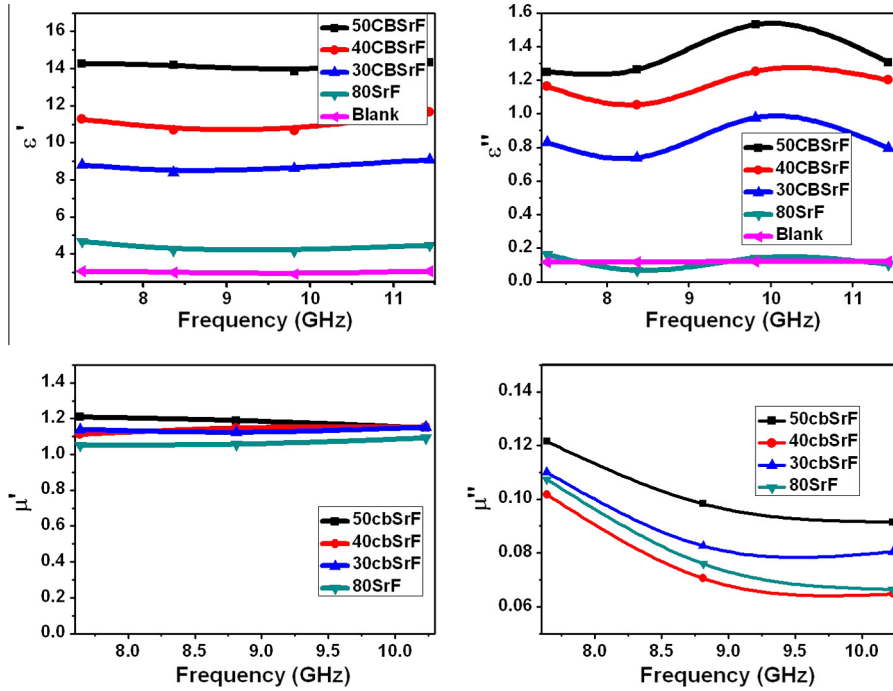 16
14
12
10
8
6
4
ε'
8
9
10
11
Frequency (GHz)
50CBSrF
40CBSrF
30CBSrF
80SrF
Blank
1.6
1.4
1.2
1.0
0.8
0.6
0.4
0.2
0.0
ε''
8
9
10
11
Frequency (GHz)
50CBSrF
40CBSrF
30CBSrF
80SrF
Blank
1.4
1.2
1.0
0.8
0.6
0.4
0.2
0.0
μ'
8.0
8.5
9.0
9.5
10.0
Frequency (GHz)
50cbSrF
40cbSrF
30cbSrF
80SrF
0.14
0.12
0.10
0.08
0.06
μ''
8.0
8.5
9.0
9.5
10.0
Frequency (GHz)
50cbSrF
40cbSrF
30cbSrF
80SrF